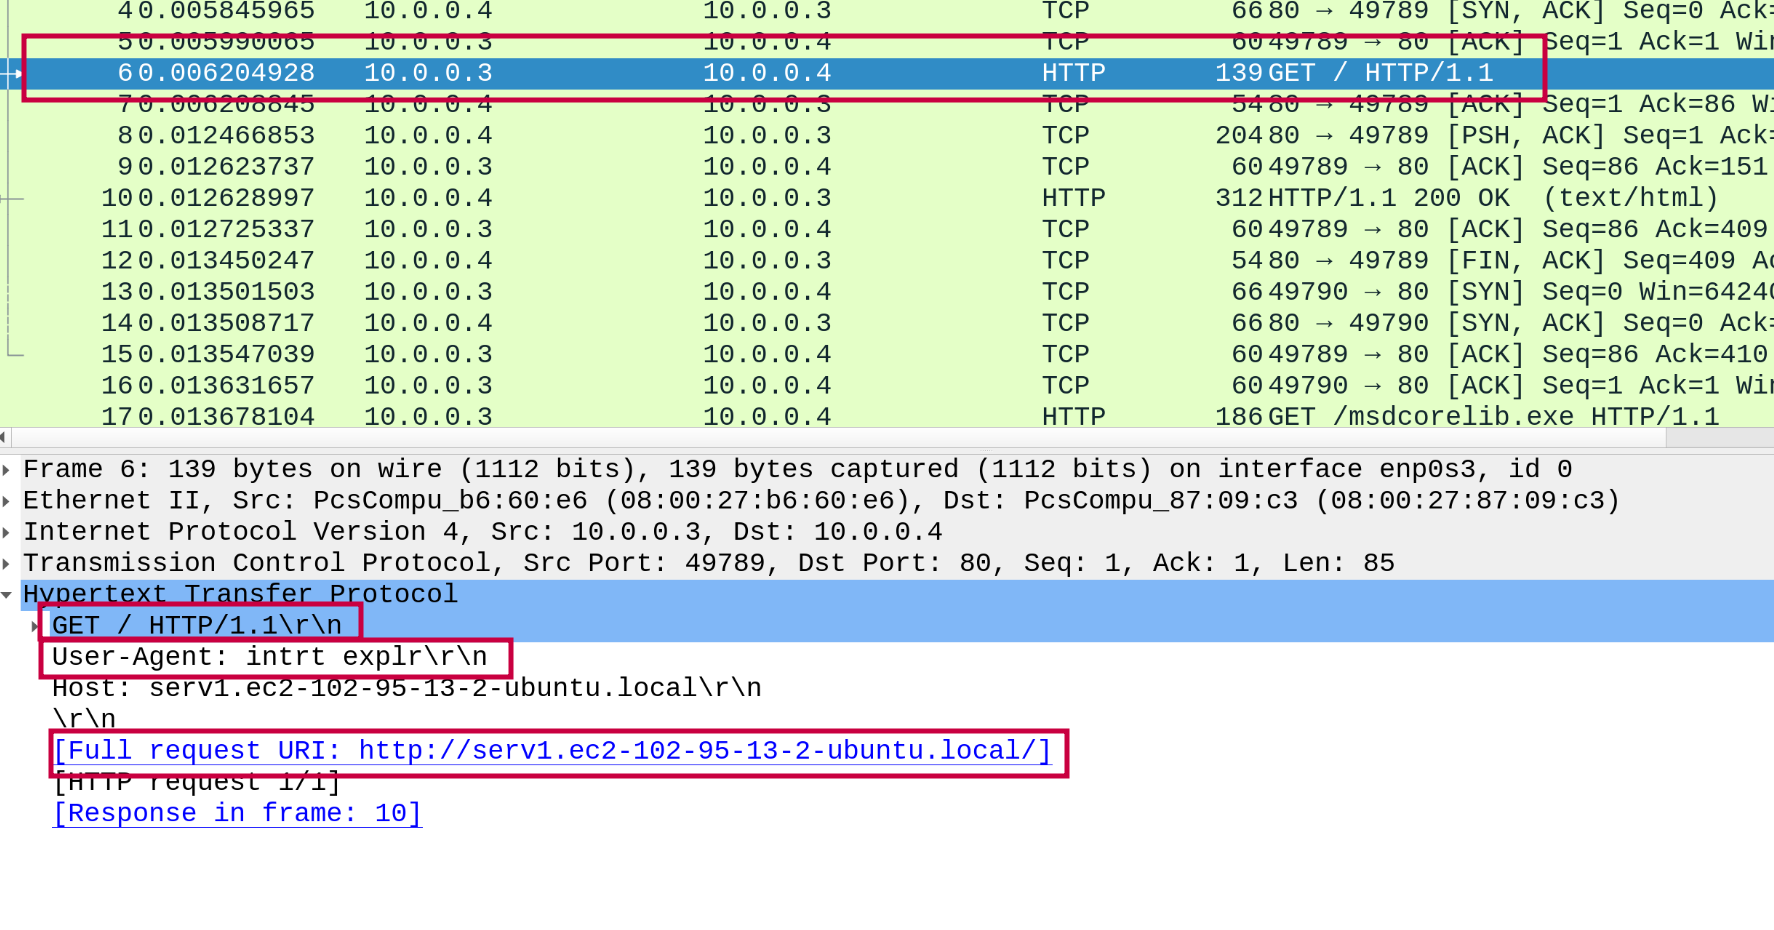 4 0.005845965 10.0.0.4 10.0.0.3 TCP 66 80 → 49789 [SYN, ACK] Seq=0 Ack=
5 0.005990065 10.0.0.3 10.0.0.4 TCP 60 49789 → 80 [ACK] Seq=1 Ack=1 Win
6 0.006204928 10.0.0.3 10.0.0.4 HTTP 139 GET / HTTP/1.1
7 0.006208845 10.0.0.4 10.0.0.3 TCP 54 80 → 49789 [ACK] Seq=1 Ack=86 Wi
8 0.012466853 10.0.0.4 10.0.0.3 TCP 204 80 → 49789 [PSH, ACK] Seq=1 Ack=
9 0.012623737 10.0.0.3 10.0.0.4 TCP 60 49789 → 80 [ACK] Seq=86 Ack=151
10 0.012628997 10.0.0.4 10.0.0.3 HTTP 312 HTTP/1.1 200 OK (text/html)
11 0.012725337 10.0.0.3 10.0.0.4 TCP 60 49789 → 80 [ACK] Seq=86 Ack=409
12 0.013450247 10.0.0.4 10.0.0.3 TCP 54 80 → 49789 [FIN, ACK] Seq=409 Ac
13 0.013501503 10.0.0.3 10.0.0.4 TCP 66 49790 → 80 [SYN] Seq=0 Win=64240
14 0.013508717 10.0.0.4 10.0.0.3 TCP 66 80 → 49790 [SYN, ACK] Seq=0 Ack=
15 0.013547039 10.0.0.3 10.0.0.4 TCP 60 49789 → 80 [ACK] Seq=86 Ack=410
16 0.013631657 10.0.0.3 10.0.0.4 TCP 60 49790 → 80 [ACK] Seq=1 Ack=1 Win
17 0.013678104 10.0.0.3 10.0.0.4 HTTP 186 GET /msdcorelib.exe HTTP/1.1
Frame 6: 139 bytes on wire (1112 bits), 139 bytes captured (1112 bits) on interface enp0s3, id 0
Ethernet II, Src: PcsCompu_b6:60:e6 (08:00:27:b6:60:e6), Dst: PcsCompu_87:09:c3 (08:00:27:87:09:c3)
Internet Protocol Version 4, Src: 10.0.0.3, Dst: 10.0.0.4
Transmission Control Protocol, Src Port: 49789, Dst Port: 80, Seq: 1, Ack: 1, Len: 85
Hypertext Transfer Protocol
GET / HTTP/1.1\r\n
User-Agent: intrt explr\r\n
Host: serv1.ec2-102-95-13-2-ubuntu.local\r\n
\r\n
[Full request URI: http://serv1.ec2-102-95-13-2-ubuntu.local/]
[HTTP request 1/1]
[Response in frame: 10]